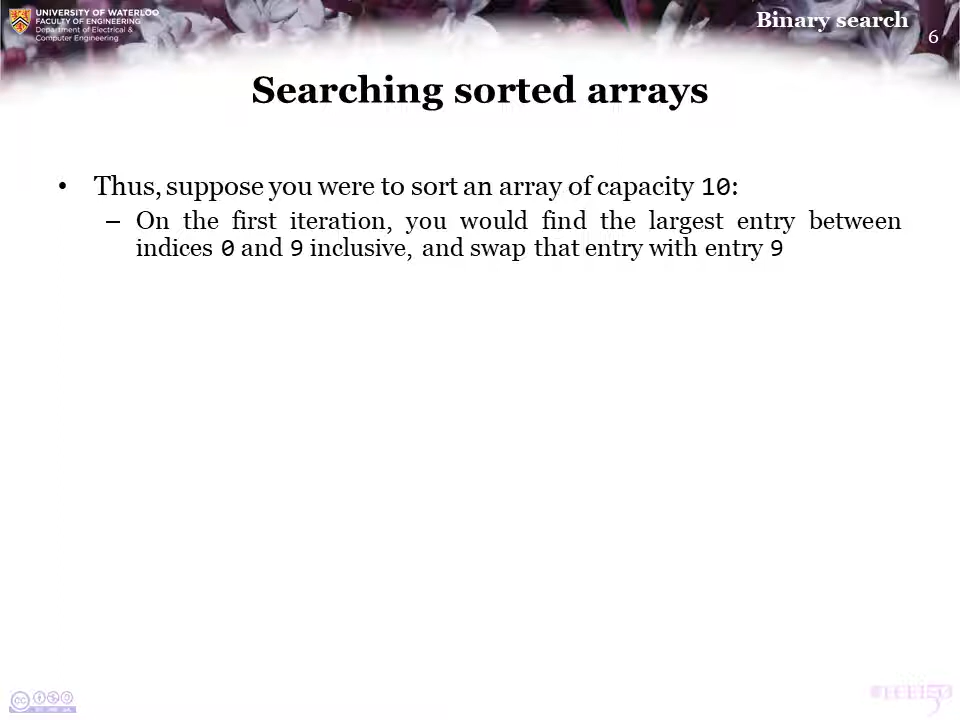 UNIVERSITY OF WATERLOO
FACULTY OF ENGINEERING
Department of Electrical &
Computer Engineering
Binary search
6
Searching sorted arrays
• Thus, suppose you were to sort an array of capacity 10:
– On the first iteration, you would find the largest entry between
indices 0 and 9 inclusive, and swap that entry with entry 9
cc